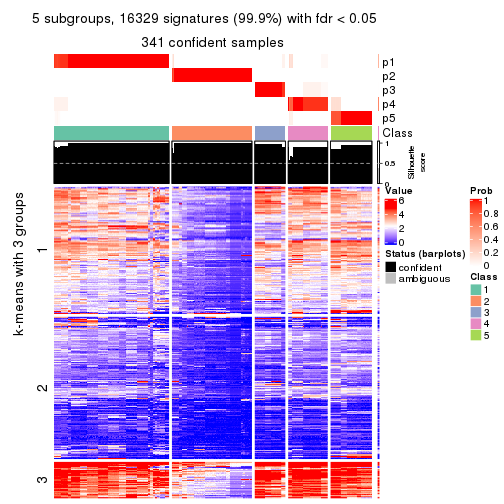 5 subgroups, 16329 signatures (99.9%) with fdr < 0.05
341 confident samples
p1
p2
p3
p4
p5
Class
1
0.5
0
Silhouette
score
k-means with 3 groups
1
2
3
Value
6
4
2
0
Status (barplots)
confident
ambiguous
Prob
1
0.8
0.6
0.4
0.2
0
Class
1
2
3
4
5